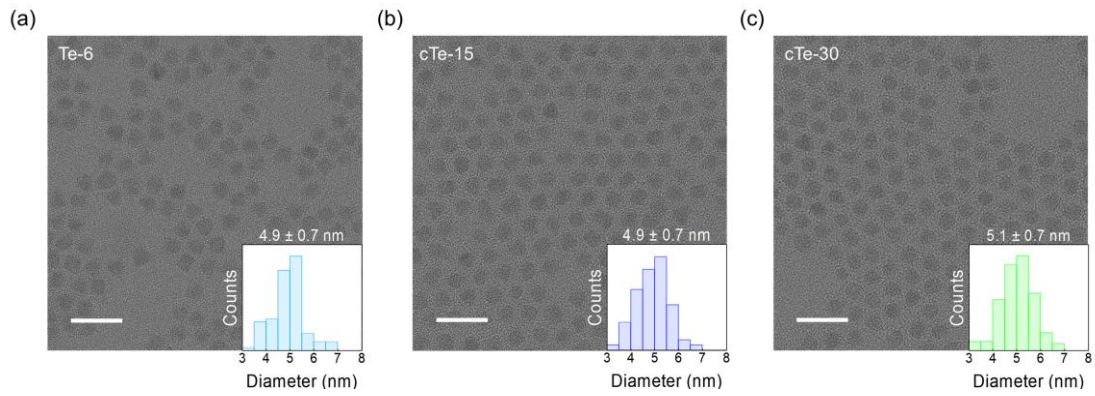 (a)
Te-6
4.9 ± 0.7 nm
Counts
3 4 5 6 7 8
Diameter (nm)
(b)
cTe-15
4.9 ± 0.7 nm
Counts
3 4 5 6 7 8
Diameter (nm)
(c)
cTe-30
5.1 ± 0.7 nm
Counts
3 4 5 6 7 8
Diameter (nm)